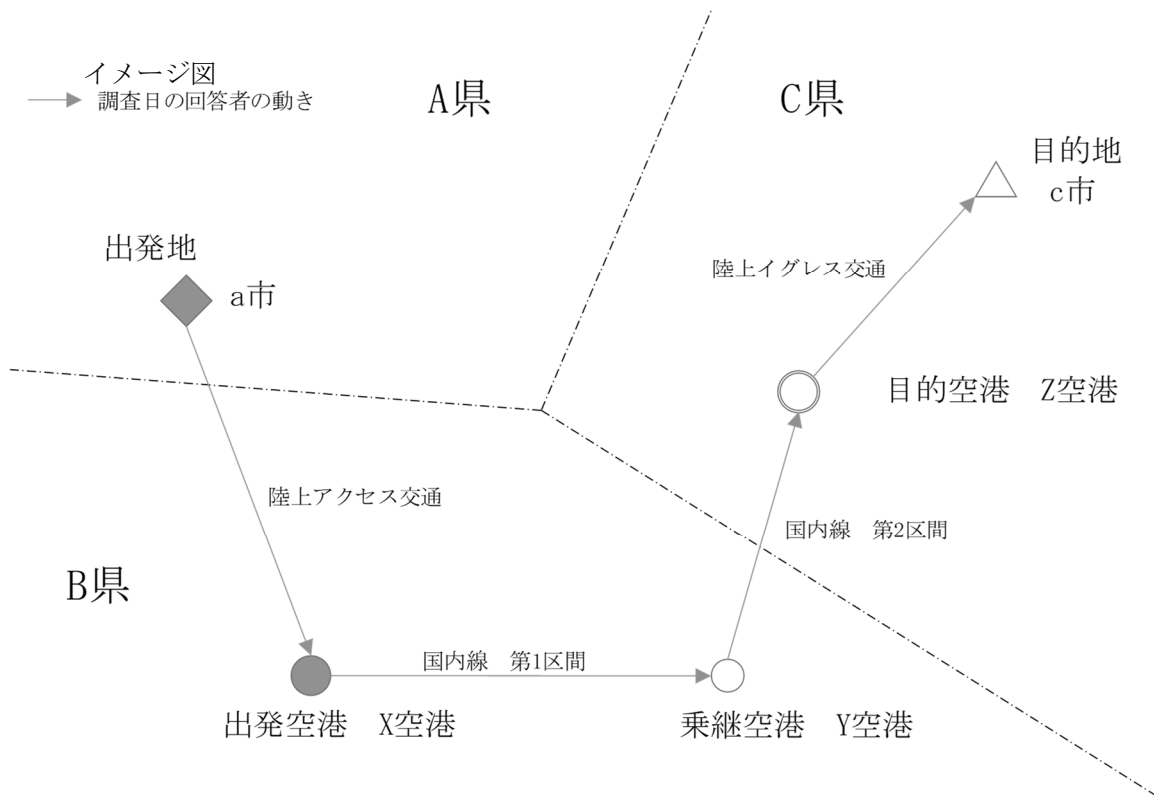 イメージ図
調査日の回答者の動き
A県
C県
目的地
c市
出発地
a市
陸上イグレス交通
目的空港　Z空港
陸上アクセス交通
国内線　第2区間
B県
国内線　第1区間
出発空港　X空港
乗継空港　Y空港